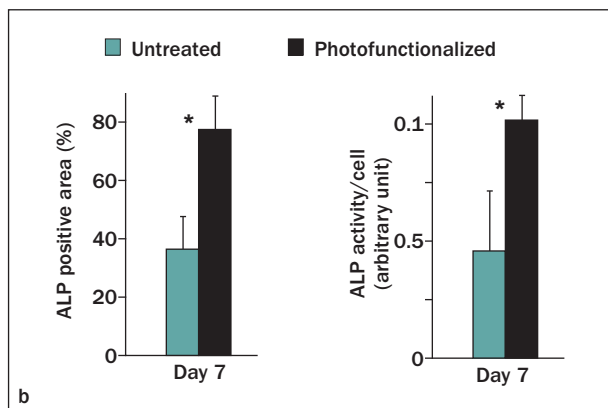 Untreated
Photofunctionalized
ALP positive area (%)
80
60
40
20
0
*
Day 7
ALP activity/cell
(arbitrary unit)
0.1
0.5
0
*
Day 7
b